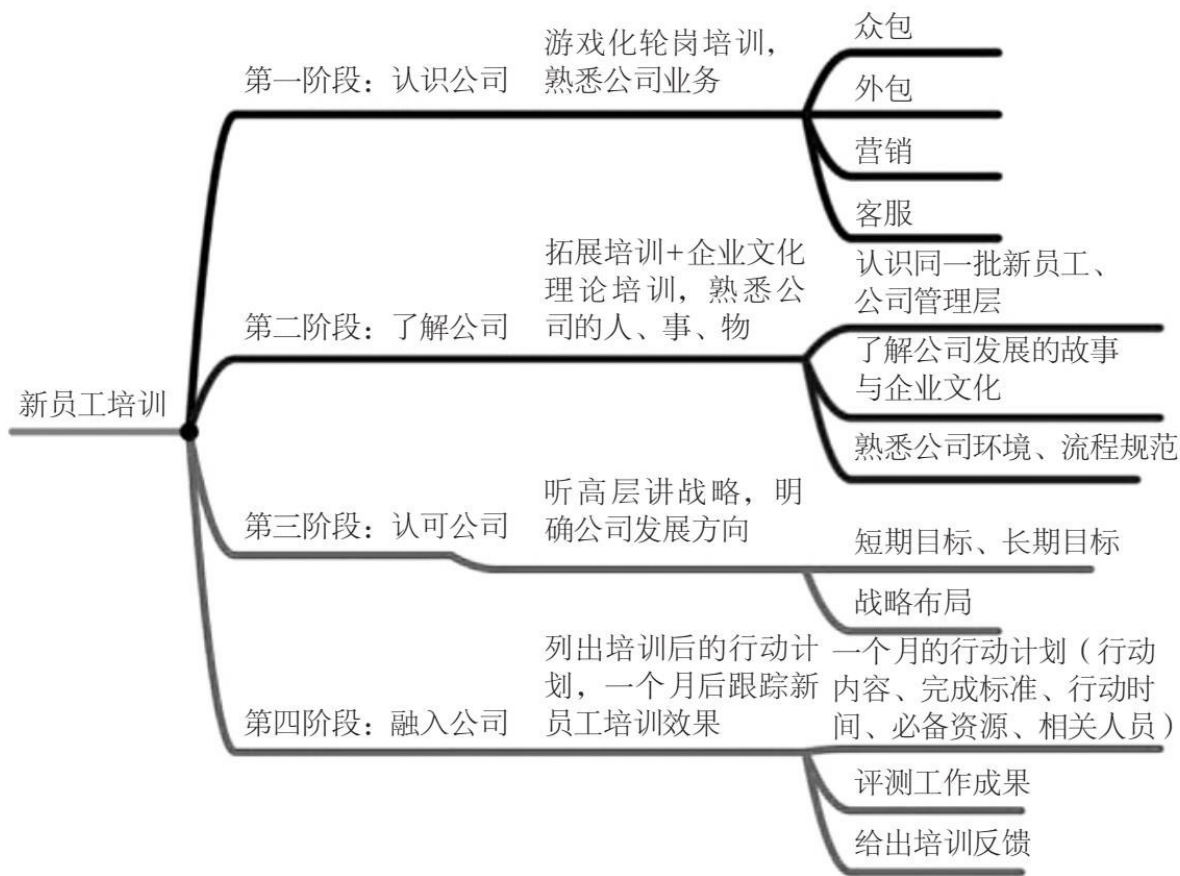 新员工培训
第一阶段：认识公司
游戏化轮岗培训，
熟悉公司业务
众包
外包
营销
客服
第二阶段：了解公司
拓展培训+企业文化
理论培训，熟悉公
司的人、事、物
认识同一批新员工、
公司管理层
了解公司发展的故事
与企业文化
熟悉公司环境、流程规范
第三阶段：认可公司
听高层讲战略，明
确公司发展方向
短期目标、长期目标
战略布局
第四阶段：融入公司
列出培训后的行动计
划，一个月后跟踪新
员工培训效果
一个月的行动计划（行动
内容、完成标准、行动时
间、必备资源、相关人员）
评测工作成果
给出培训反馈